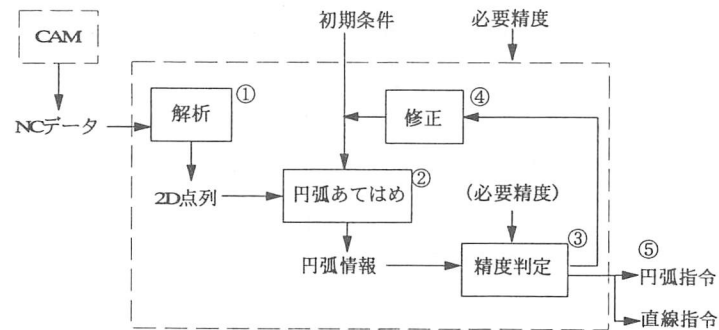 CAM
初期条件
必要精度
NCデータ
解析
①
修正
④
2D点列
円弧あてはめ
②
(必要精度)
円弧情報
精度判定
③
⑤
円弧指令
直線指令